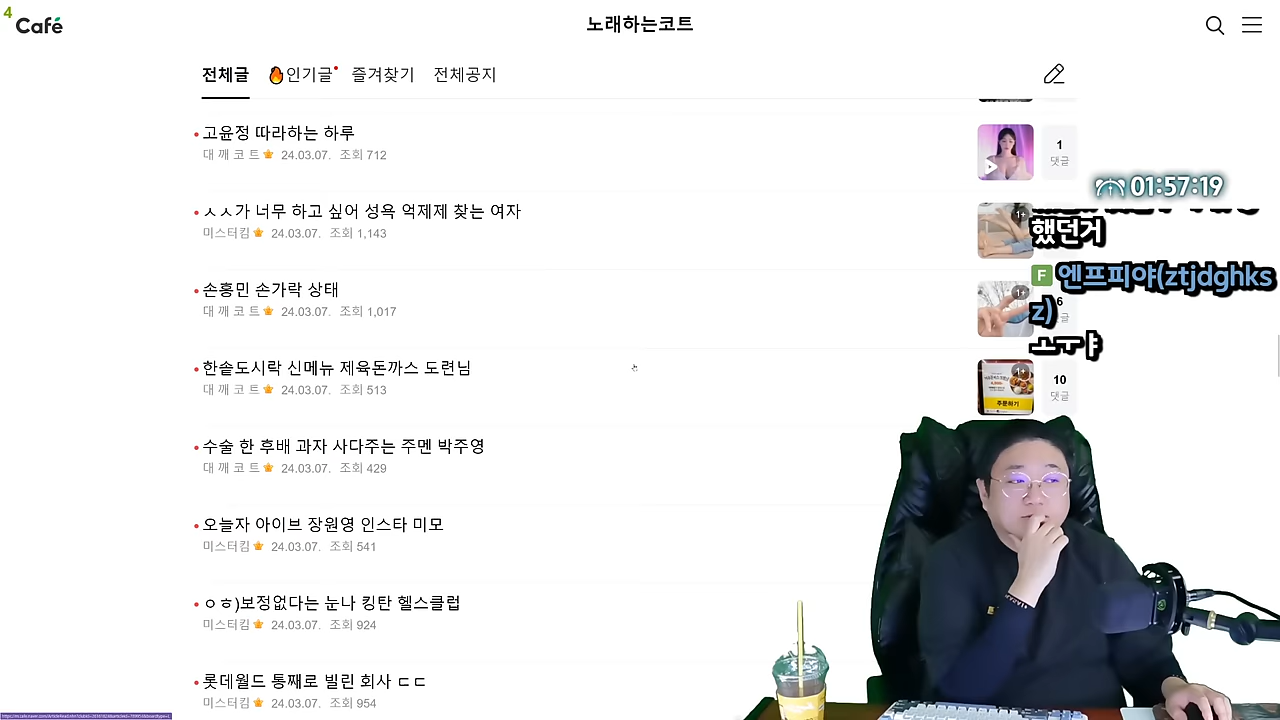 4
Café
노래하는코트
전체글
🔥인기글
즐겨찾기
전체공지
고윤정 따라하는 하루
대 깨 코 트 24.03.07. 조회 712
1
댓글
01:57:19
ㅅㅅ가 너무 하고 싶어 성욕 억제제 찾는 여자
미스터킴 24.03.07. 조회 1,143
1+
했던거
F 엔프피야(ztjdghks
z)
ㅗㅜㅑ
손흥민 손가락 상태
대 깨 코 트 24.03.07. 조회 1,017
1+
6
한솥도시락 신메뉴 제육돈까스 도련님
대 깨 코 트 24.03.07. 조회 513
1+
주문하기
10
댓글
수술 한 후배 과자 사다주는 주멘 박주영
대 깨 코 트 24.03.07. 조회 429
오늘자 아이브 장원영 인스타 미모
미스터킴 24.03.07. 조회 541
ㅇㅎ)보정없다는 눈나 킹탄 헬스클럽
미스터킴 24.03.07. 조회 924
롯데월드 통째로 빌린 회사 ㄷㄷ
미스터킴 24.03.07. 조회 954